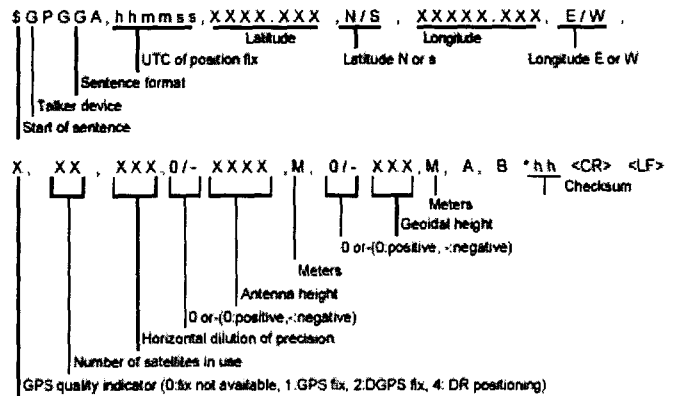 $GPGGA,hhmmss,XXXX.XXX,N/S, XXXXX.XXX, E/W,
Latitude Longitude
UTC of position fix Latitude N or s Longitude E or W
Sentence format
Talker device
Start of sentence
X, XX, XXX,0/- XXXX,M, 0/- XXX,M, A, B *hh <CR> <LF>
Checksum
Meters
Geoidal height
0 or-(0:positive, -:negative)
Meters
Antenna height
0 or-(0:positive,-:negative)
Horizontal dilution of precision
Number of satellites in use
GPS quality indicator (0:fix not available, 1:GPS fix, 2:DGPS fix, 4: DR positioning)